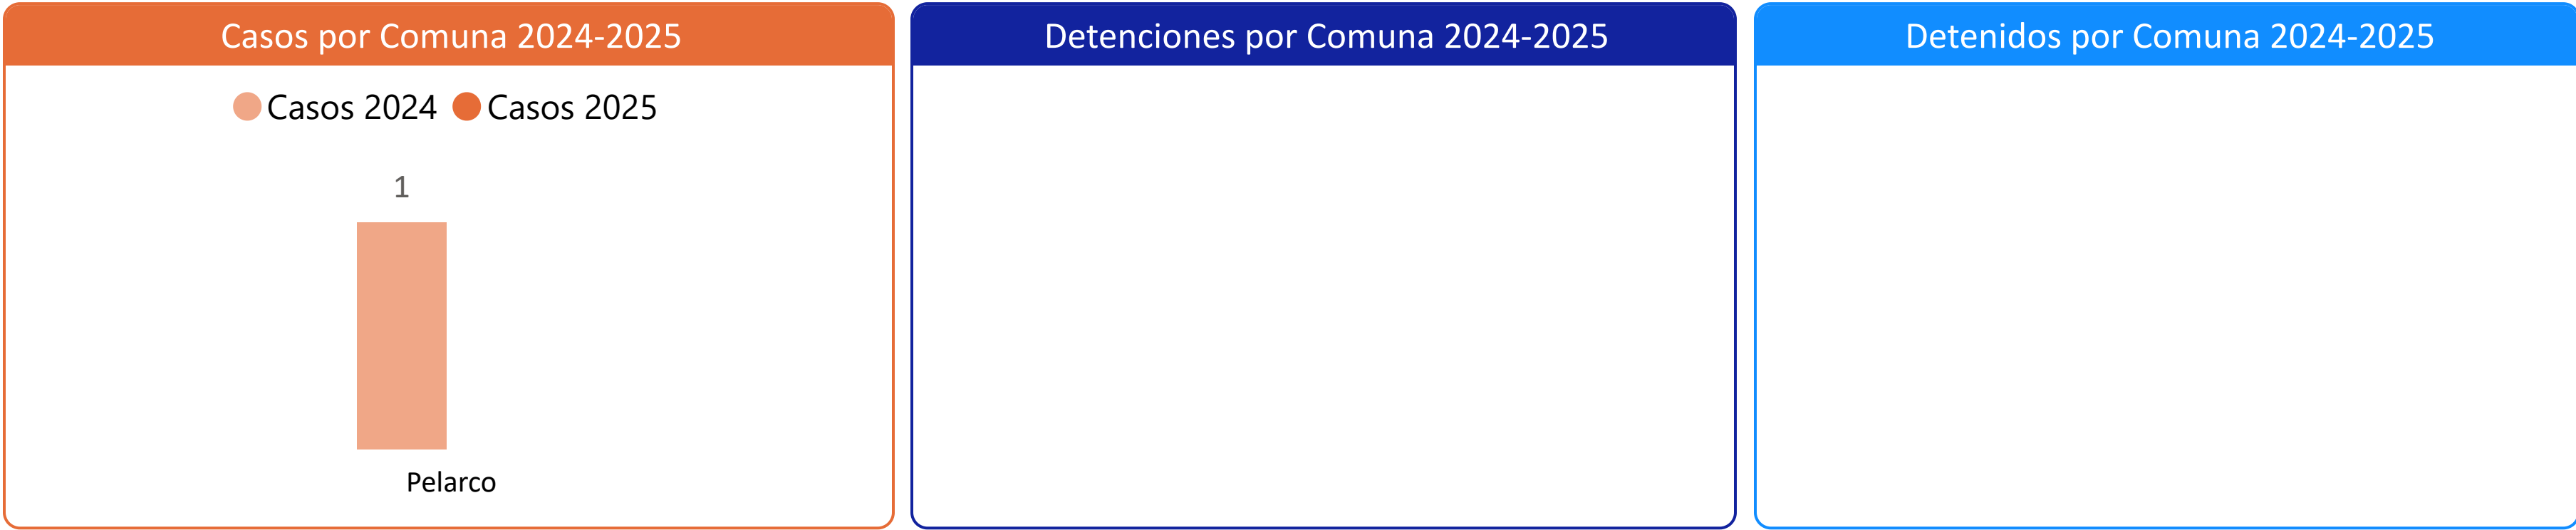 Casos por Comuna 2024-2025
Casos 2024 Casos 2025
1
Pelarco
Detenciones por Comuna 2024-2025
Detenidos por Comuna 2024-2025